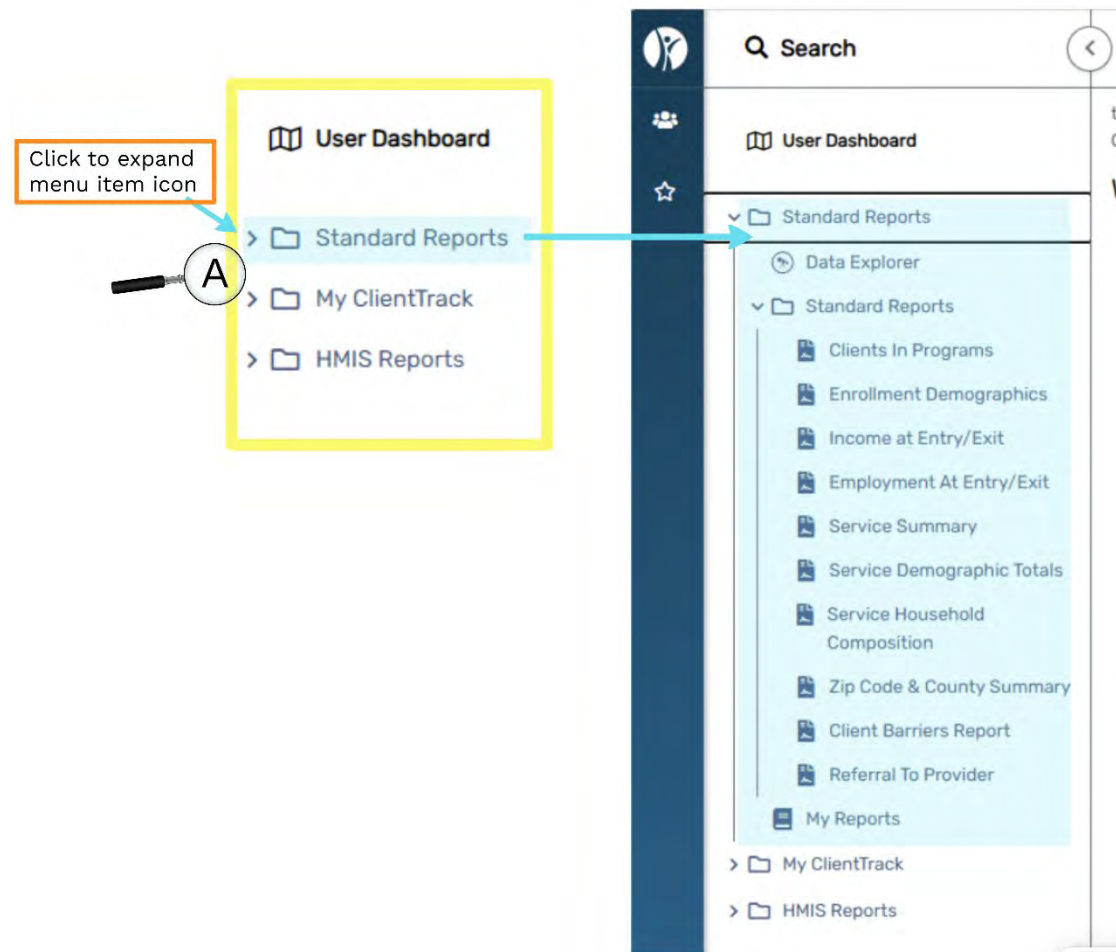 Click to expand
menu item icon
A
User Dashboard
Standard Reports
My ClientTrack
HMIS Reports
Search
User Dashboard
Standard Reports
Data Explorer
Standard Reports
Clients In Programs
Enrollment Demographics
Income at Entry/Exit
Employment At Entry/Exit
Service Summary
Service Demographic Totals
Service Household
Composition
Zip Code & County Summary
Client Barriers Report
Referral To Provider
My Reports
My ClientTrack
HMIS Reports